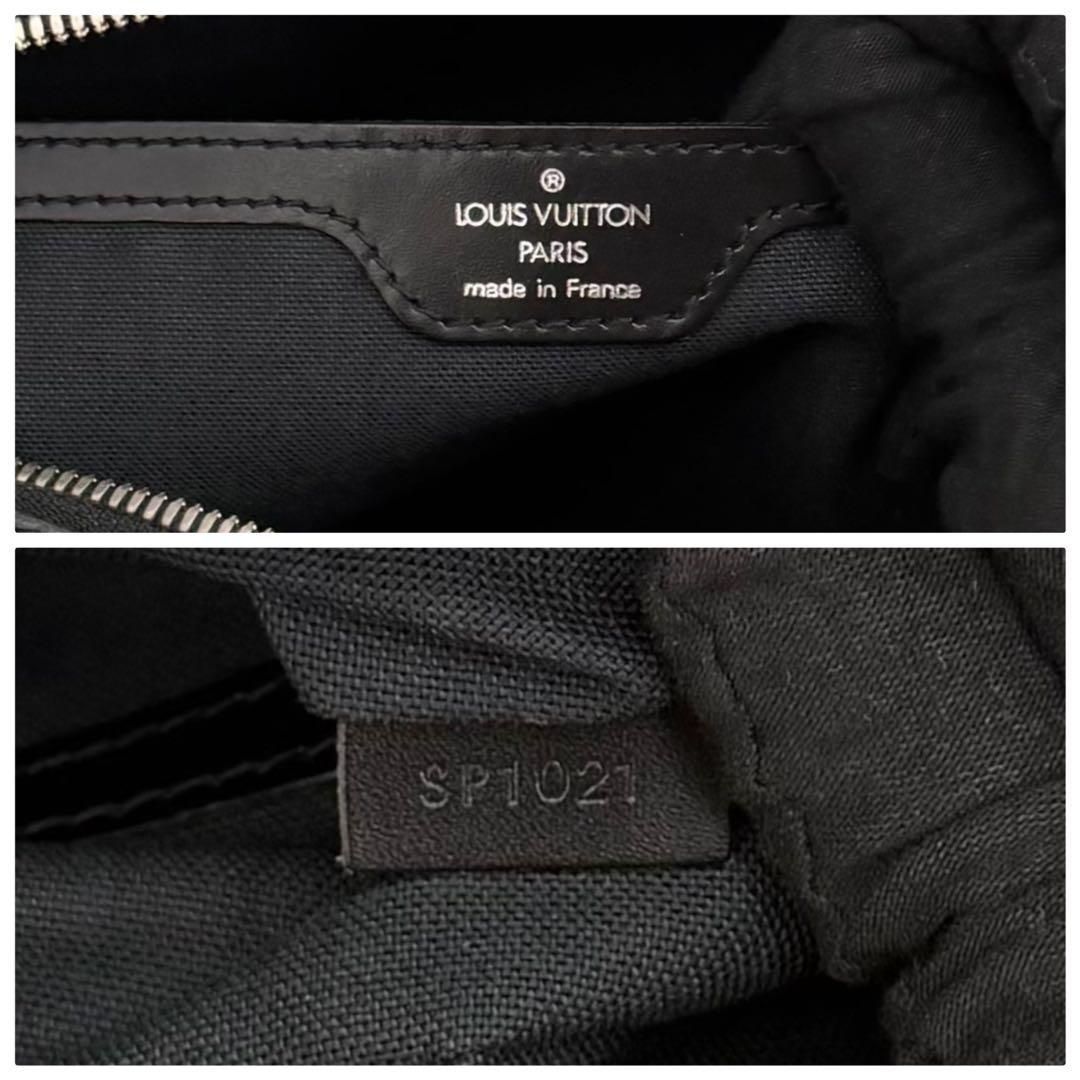 ®
LOUIS VUITTON
PARIS
made in France
SP1021